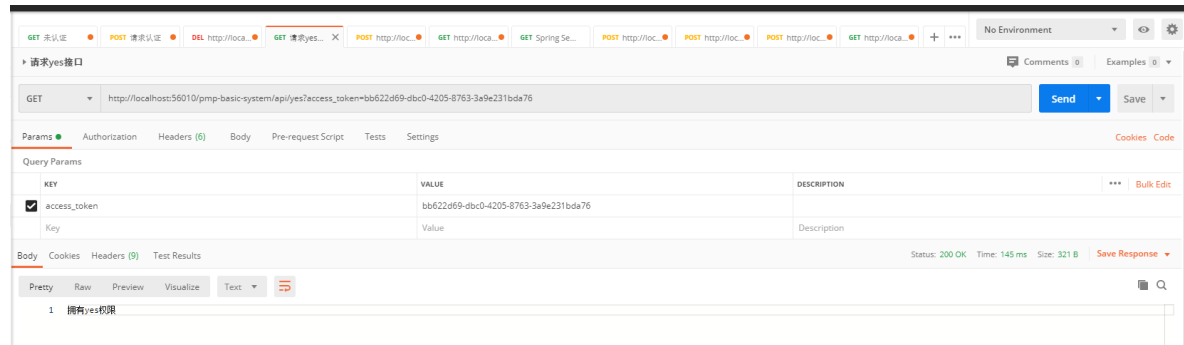 GET 未认证 POST 请求认证 DEL http://loca... GET 请求yes... X POST http://loc... GET http://loca... GET Spring Se... POST http://loc... POST http://loc... POST http://loc... GET http://loca... + ••• No Environment
请求yes接口 Comments 0 Examples 0
GET http://localhost:56010/pmp-basic-system/api/yes?access_token=bb622d69-dbc0-4205-8763-3a9e231bda76 Send Save
Params Authorization Headers (6) Body Pre-request Script Tests Settings Cookies Code
Query Params
KEY VALUE DESCRIPTION ••• Bulk Edit
access_token bb622d69-dbc0-4205-8763-3a9e231bda76
Key Value Description
Body Cookies Headers (9) Test Results Status: 200 OK Time: 145 ms Size: 321 B Save Response
Pretty Raw Preview Visualize Text
1 拥有yes权限